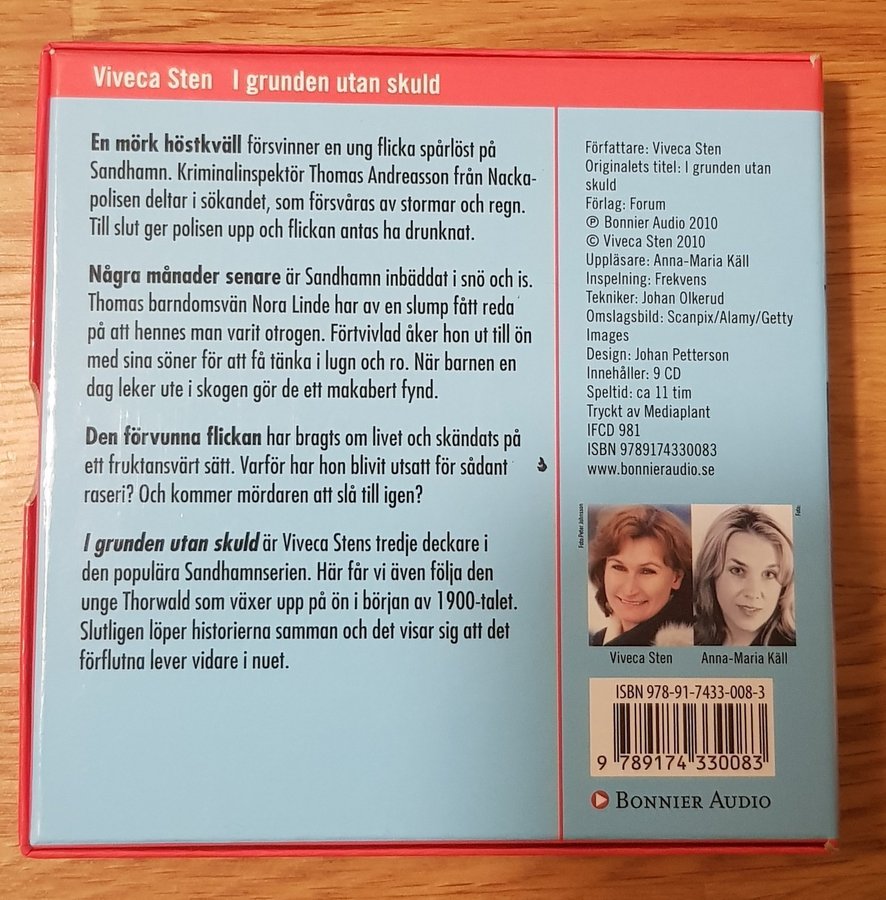 Viveca Sten I grunden utan skuld
En mörk höstkväll försvinner en ung flicka spårlöst på
Sandhamn. Kriminalinspektör Thomas Andreasson från Nacka-
polisen deltar i sökandet, som försvåras av stormar och regn.
Till slut ger polisen upp och flickan antas ha drunknat.
Några månader senare är Sandhamn inbäddat i snö och is.
Thomas barndomsvän Nora Linde har av en slump fått reda
på att hennes man varit otrogen. Förtvivlad åker hon ut till ön
med sina söner för att få tänka i lugn och ro. När barnen en
dag leker ute i skogen gör de ett makabert fynd.
Den förvunna flickan har bragts om livet och skändats på
ett fruktansvärt sätt. Varför har hon blivit utsatt för sådant
raseri? Och kommer mördaren att slå till igen?
I grunden utan skuld är Viveca Stens tredje deckare i
den populära Sandhamnserien. Här får vi även följa den
unge Thorwald som växer upp på ön i början av 1900-talet.
Slutligen löper historierna samman och det visar sig att det
förflutna lever vidare i nuet.
Författare: Viveca Sten
Originalets titel: I grunden utan
skuld
Förlag: Forum
℗ Bonnier Audio 2010
© Viveca Sten 2010
Uppläsare: Anna-Maria Käll
Inspelning: Frekvens
Tekniker: Johan Olkerud
Omslagsbild: Scanpix/Alamy/Getty
Images
Design: Johan Petterson
Innehåller: 9 CD
Speltid: ca 11 tim
Tryckt av Mediaplant
IFCD 981
ISBN 9789174330083
www.bonnieraudio.se
Foto Peter Johnsson
Foto:
Viveca Sten Anna-Maria Käll
ISBN 978-91-7433-008-3
9 789174 330083
BONNIER AUDIO